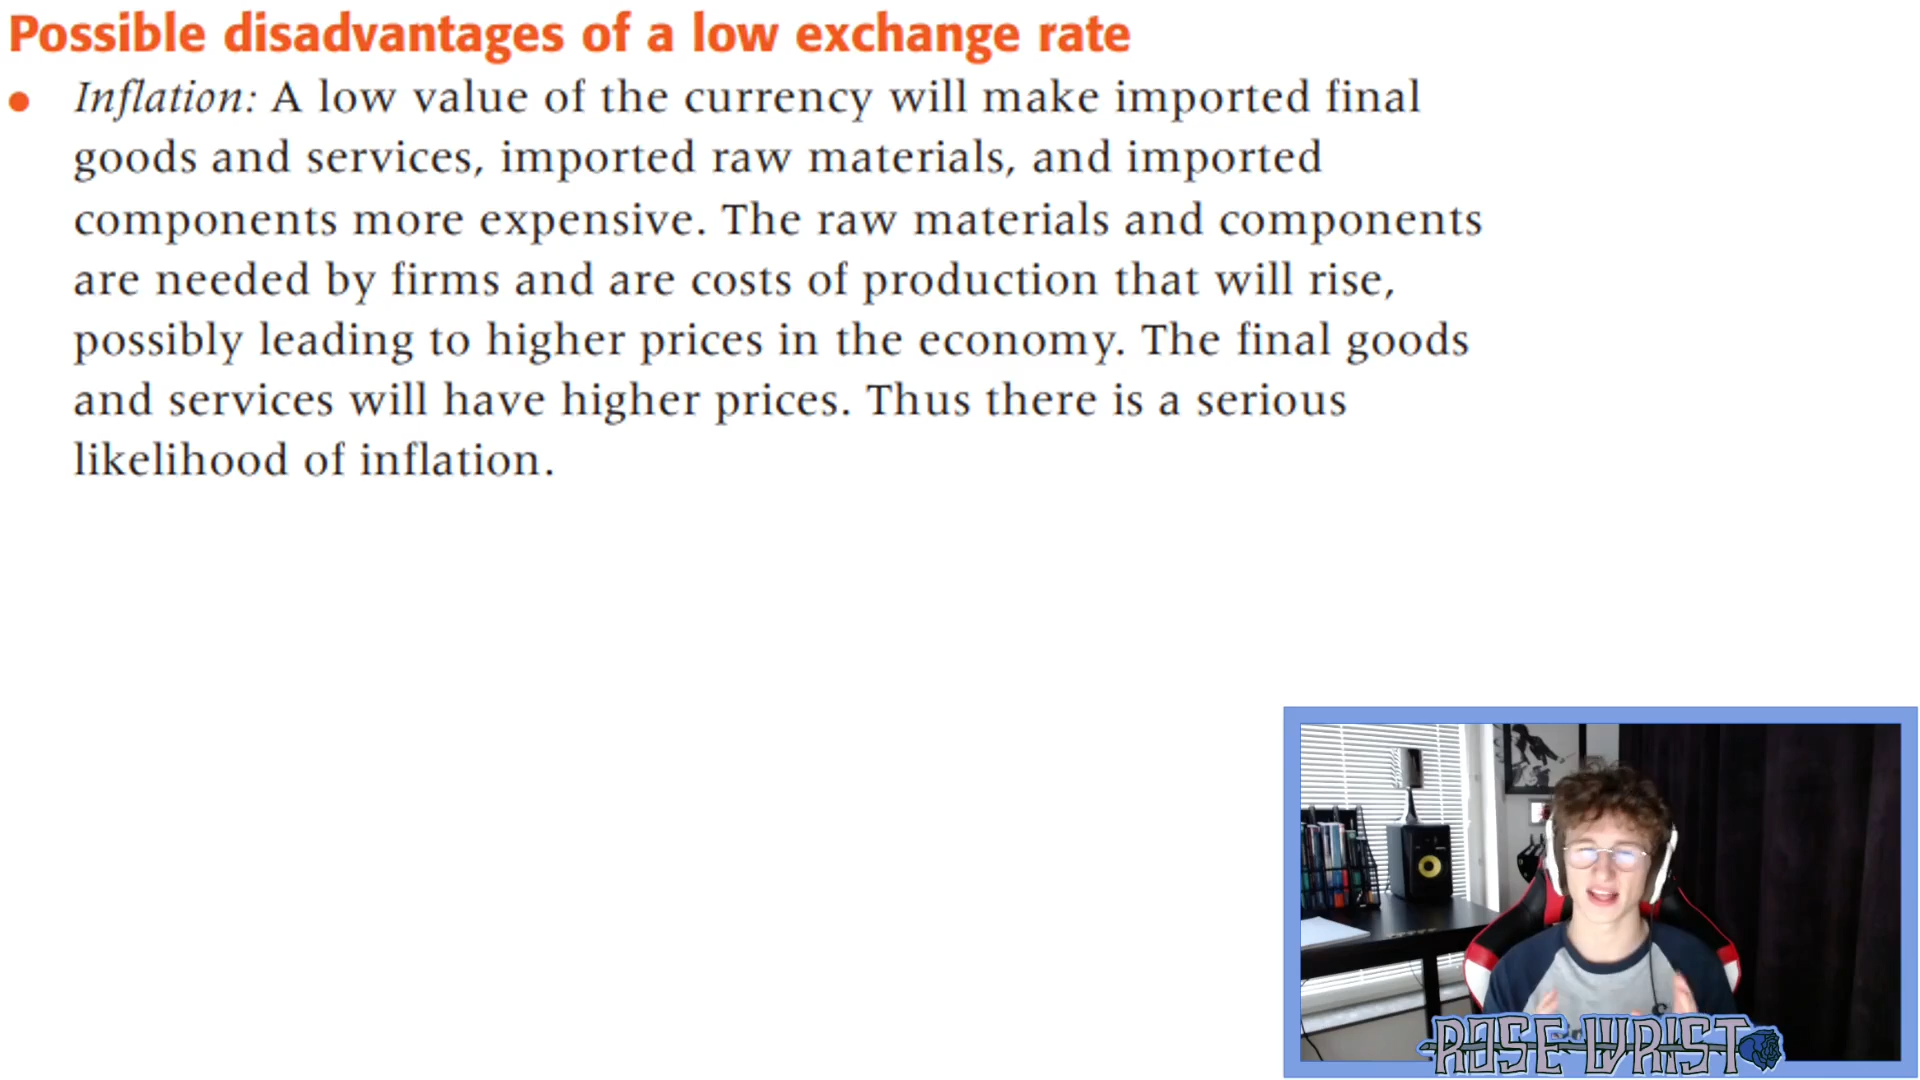 Possible disadvantages of a low exchange rate
● Inflation: A low value of the currency will make imported final
goods and services, imported raw materials, and imported
components more expensive. The raw materials and components
are needed by firms and are costs of production that will rise,
possibly leading to higher prices in the economy. The final goods
and services will have higher prices. Thus there is a serious
likelihood of inflation.
ROSE WRIST